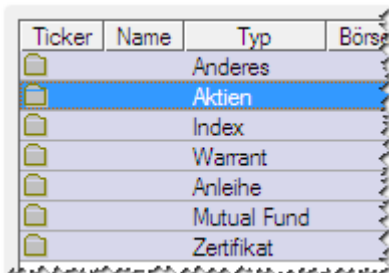 Ticker Name Typ Börse
Anderes
Aktien
Index
Warrant
Anleihe
Mutual Fund
Zertifikat